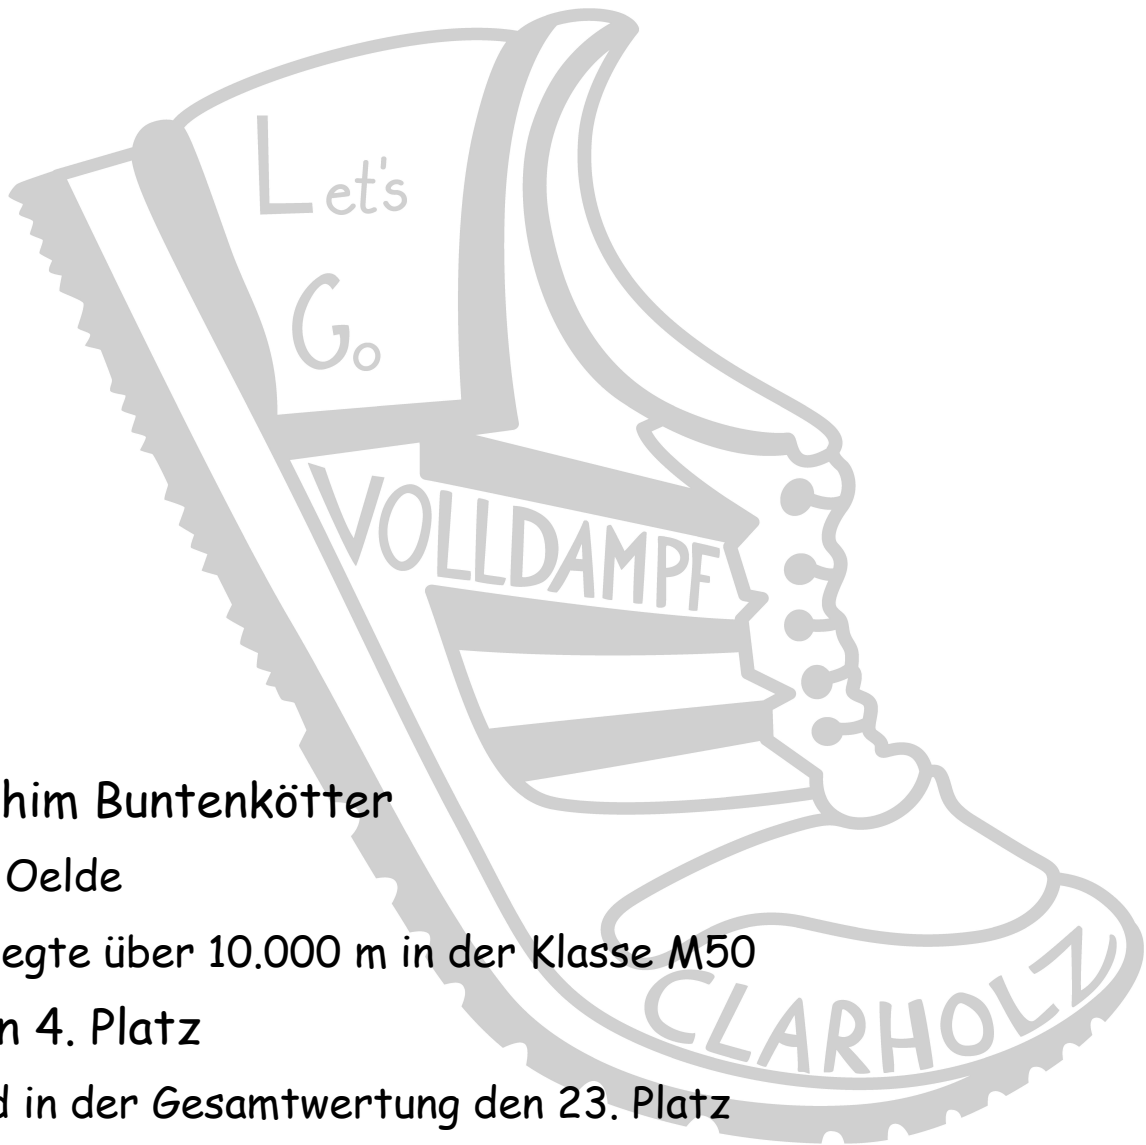 Let's
Go
VOLLDAMPF
him Buntenkötter
Oelde
egte über 10.000 m in der Klasse M50
n 4. Platz
d in der Gesamtwertung den 23. Platz
CLARHOLZ